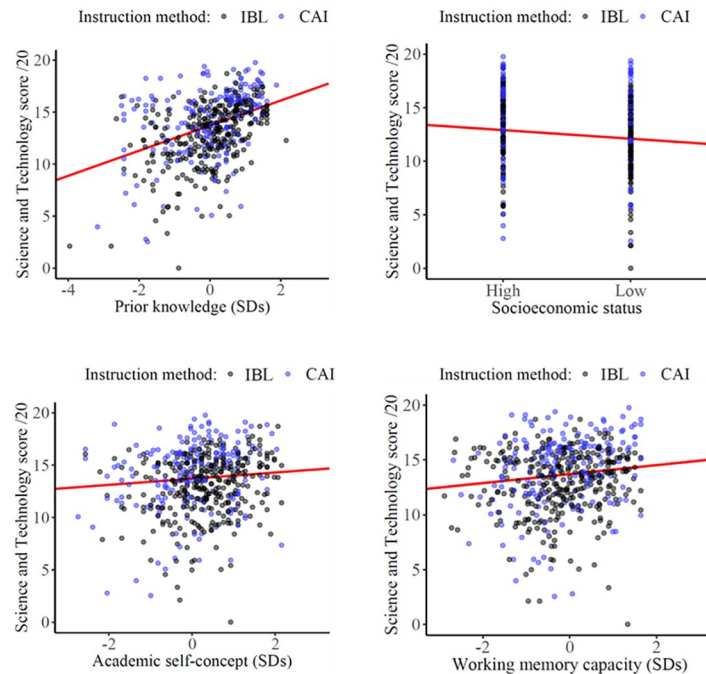 Instruction method: IBL CAI
Science and Technology score /20
20
15
10
5
0
-4 -2 0 2
Prior knowledge (SDs)
Instruction method: IBL CAI
Science and Technology score /20
20
15
10
5
0
High Low
Socioeconomic status
Instruction method: IBL CAI
Science and Technology score /20
20
15
10
5
0
-2 0 2
Academic self-concept (SDs)
Instruction method: IBL CAI
Science and Technology score /20
20
15
10
5
0
-2 0 2
Working memory capacity (SDs)